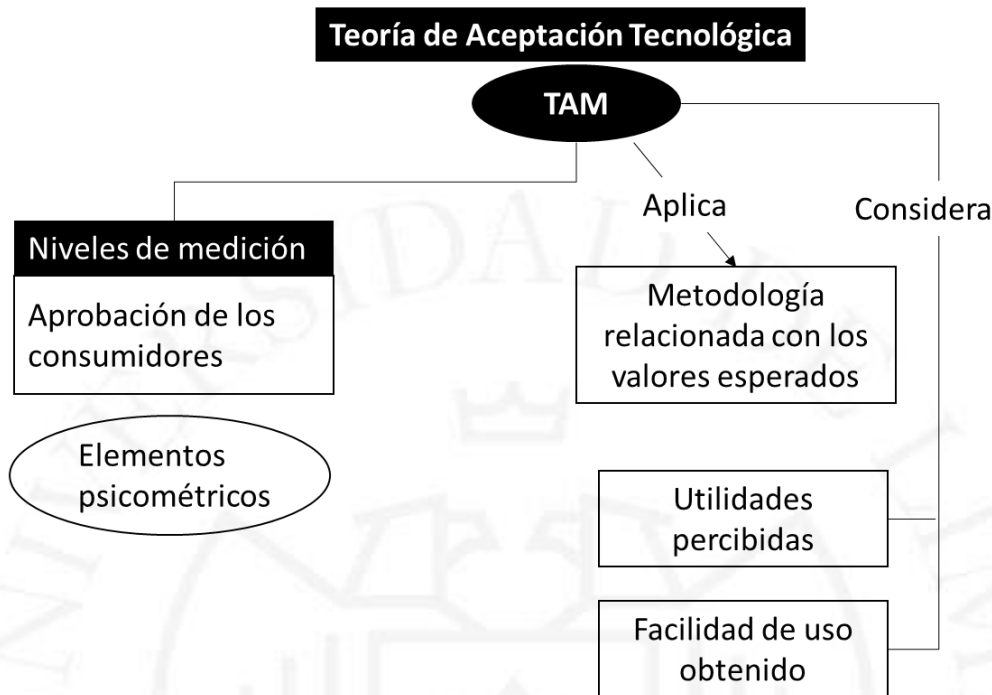 Teoría de Aceptación Tecnológica
TAM
Aplica
Considera
Niveles de medición
Aprobación de los
consumidores
Elementos
psicométricos
Metodología
relacionada con los
valores esperados
Utilidades
percibidas
Facilidad de uso
obtenido